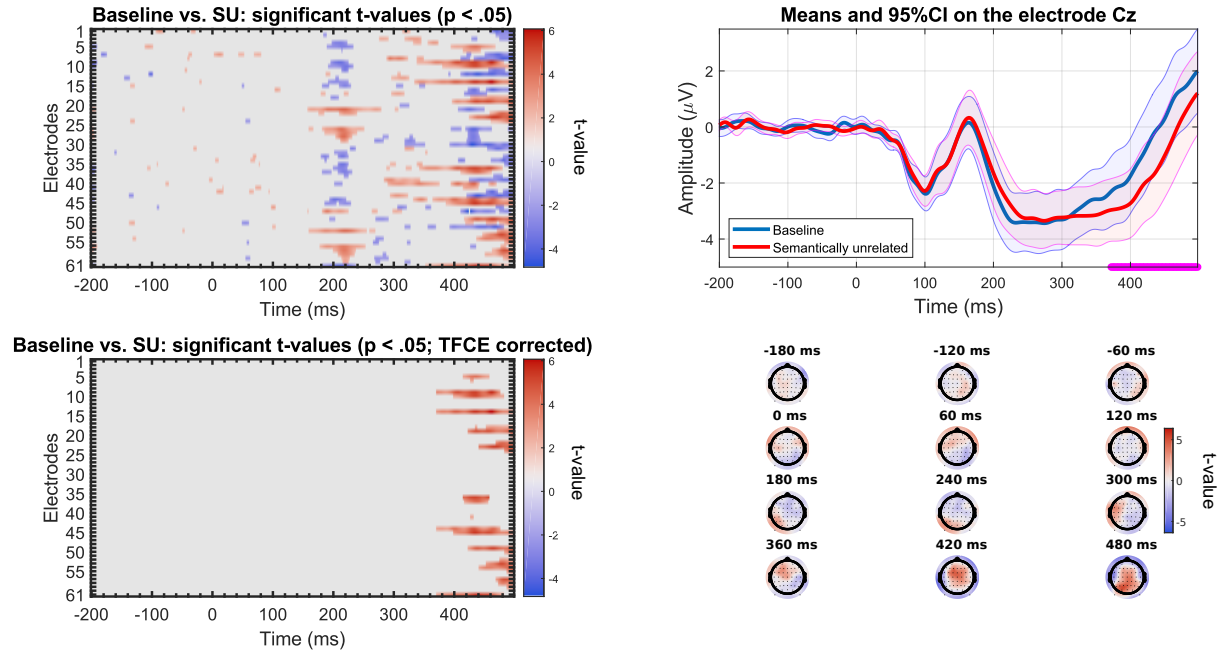 Baseline vs. SU: significant t-values (p < .05)
1
5
10
15
20
25
30
35
40
45
50
55
61
Electrodes
-200 -100 0 100 200 300 400
Time (ms)
6
4
2
0
-2
-4
t-value
Means and 95%CI on the electrode Cz
2
0
-2
-4
Amplitude (μV)
Baseline
Semantically unrelated
-200 -100 0 100 200 300 400
Time (ms)
Baseline vs. SU: significant t-values (p < .05; TFCE corrected)
1
5
10
15
20
25
30
35
40
45
50
55
61
Electrodes
-200 -100 0 100 200 300 400
Time (ms)
6
4
2
0
-2
-4
t-value
-180 ms -120 ms -60 ms
0 ms 60 ms 120 ms
180 ms 240 ms 300 ms
360 ms 420 ms 480 ms
5
0
-5
t-value